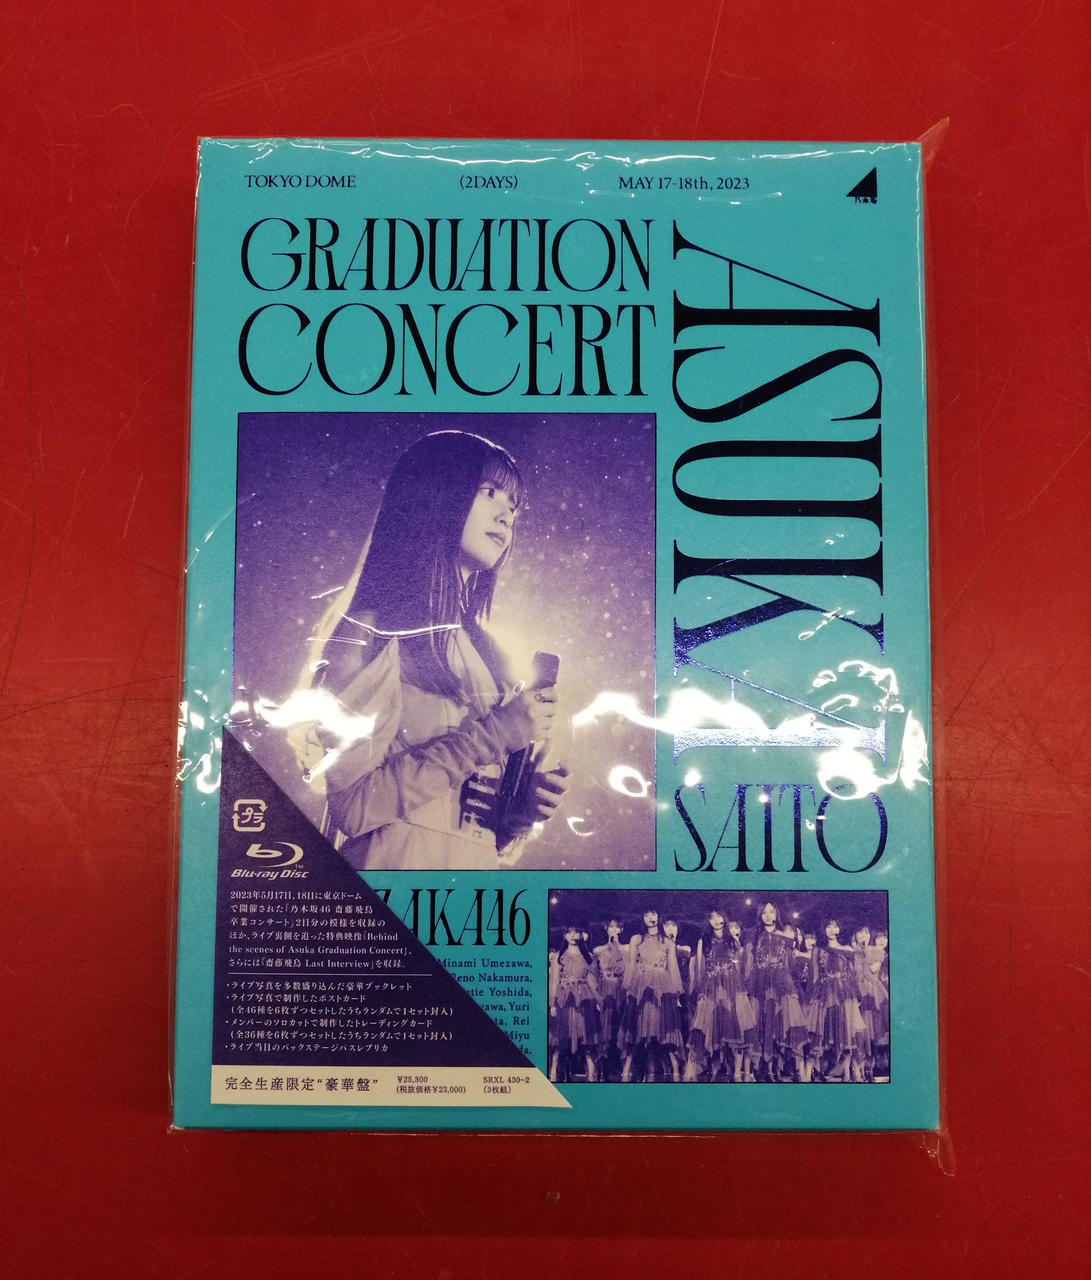 TOKYO DOME (2DAYS) MAY 17-18th, 2023
乃木坂
GRADUATION
CONCERT
ASUKA
SAITO
プラ
Blu-ray Disc TM
2023年5月17日、18日に東京ドーム
で開催された「乃木坂46 齋藤飛鳥
卒業コンサート」2日分の模様を収録の
ほか、ライブ裏側を追った特典映像「Behind
the scenes of Asuka Graduation Concert」、
さらには「齋藤飛鳥 Last Interview」を収録。
・ライブ写真を多数盛り込んだ豪華ブックレット
・ライブ写真で制作したポストカード
(全46種を6枚ずつセットしたうちランダムで1セット封入)
・メンバーのソロカットで制作したトレーディングカード
(全36種を6枚ずつセットしたうちランダムで1セット封入)
・ライブ当日のバックステージパスレプリカ
完全生産限定"豪華盤" ¥25,300 SRXL 430~2
(税抜価格¥23,000) (3枚組)
ZAKA46
Minami Umezawa,
Reno Nakamura,
Yoshida,
Yuri
Rei
Miyu